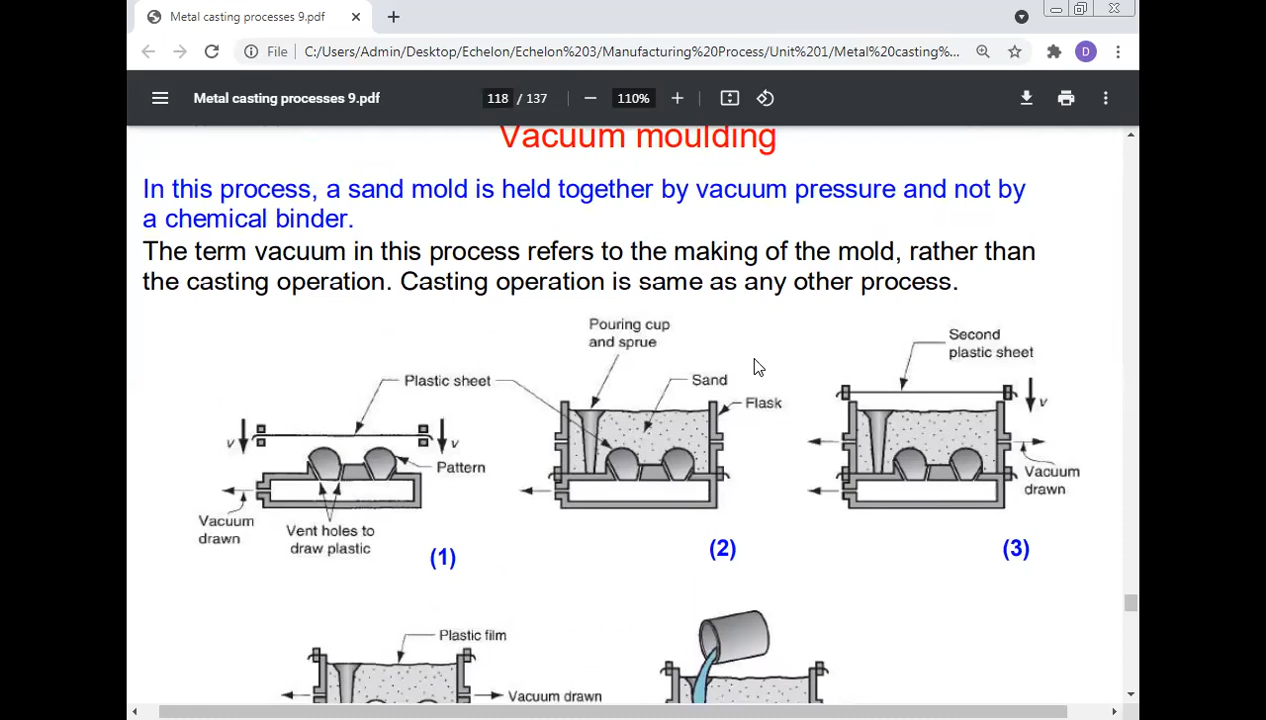 Metal casting processes 9.pdf
File C:/Users/Admin/Desktop/Echelon/Echelon%203/Manufacturing%20Process/Unit%201/Metal%20casting%...
D
Metal casting processes 9.pdf
118 / 137
110%
Vacuum moulding
In this process, a sand mold is held together by vacuum pressure and not by
a chemical binder.
The term vacuum in this process refers to the making of the mold, rather than
the casting operation. Casting operation is same as any other process.
Pouring cup
and sprue
Second
plastic sheet
Plastic sheet
Sand
Flask
v
v
v
Pattern
Vacuum
drawn
Vacuum
drawn
Vent holes to
draw plastic
(1)
(2)
(3)
Plastic film
Vacuum drawn